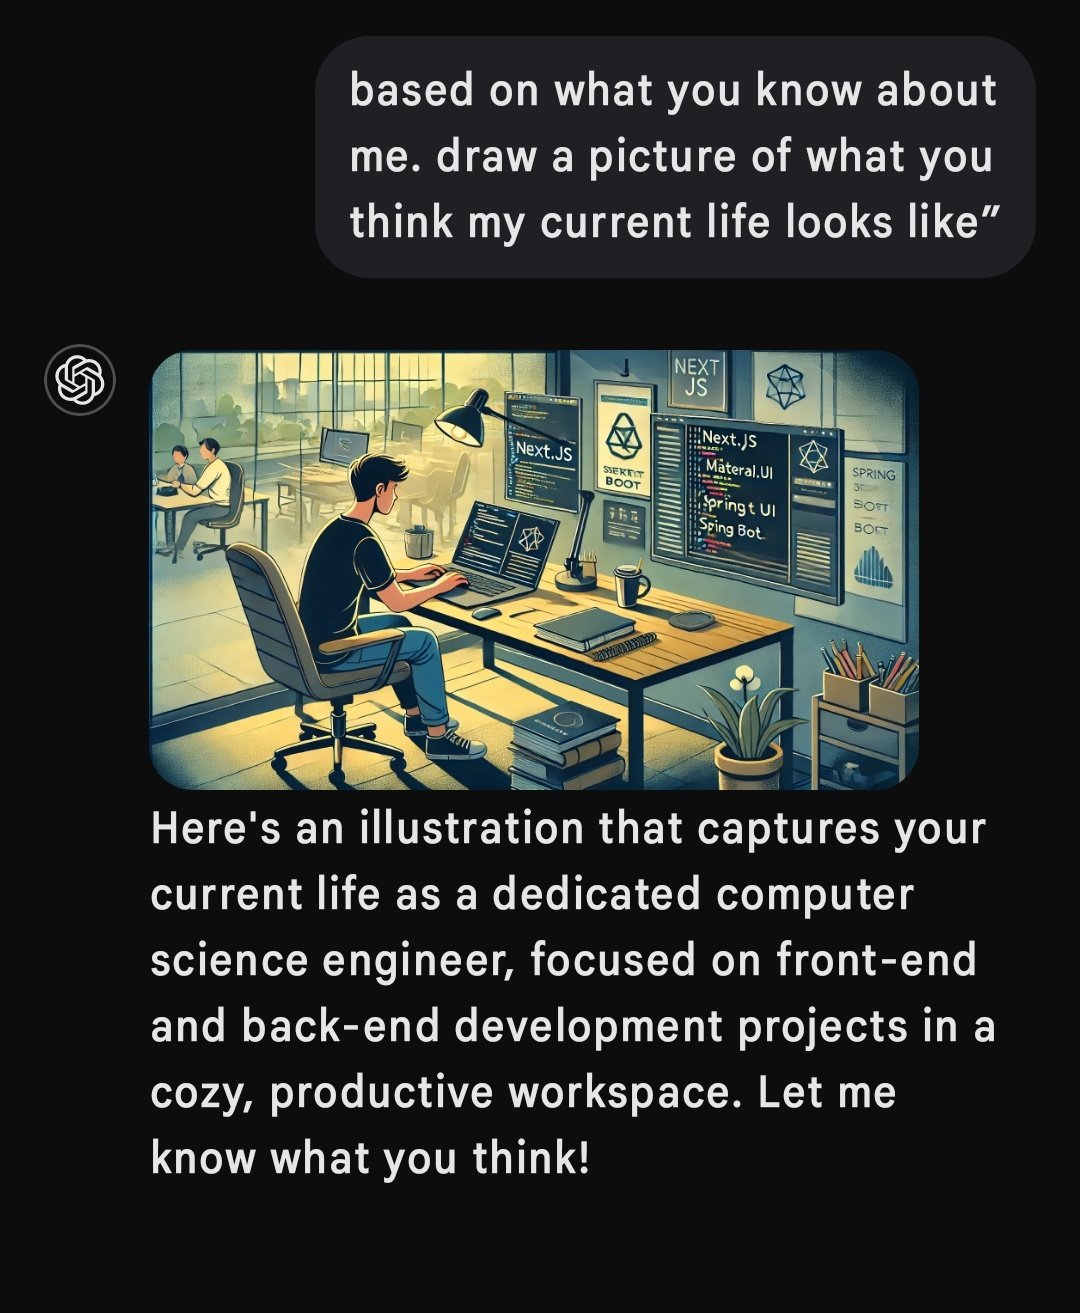 based on what you know about
me. draw a picture of what you
think my current life looks like”
NEXT
JS
Next.JS
BOOT
Next.JS
Materal.UI
Springt UI
Sping Bot.
SPRING
BOST
Here's an illustration that captures your
current life as a dedicated computer
science engineer, focused on front-end
and back-end development projects in a
cozy, productive workspace. Let me
know what you think!